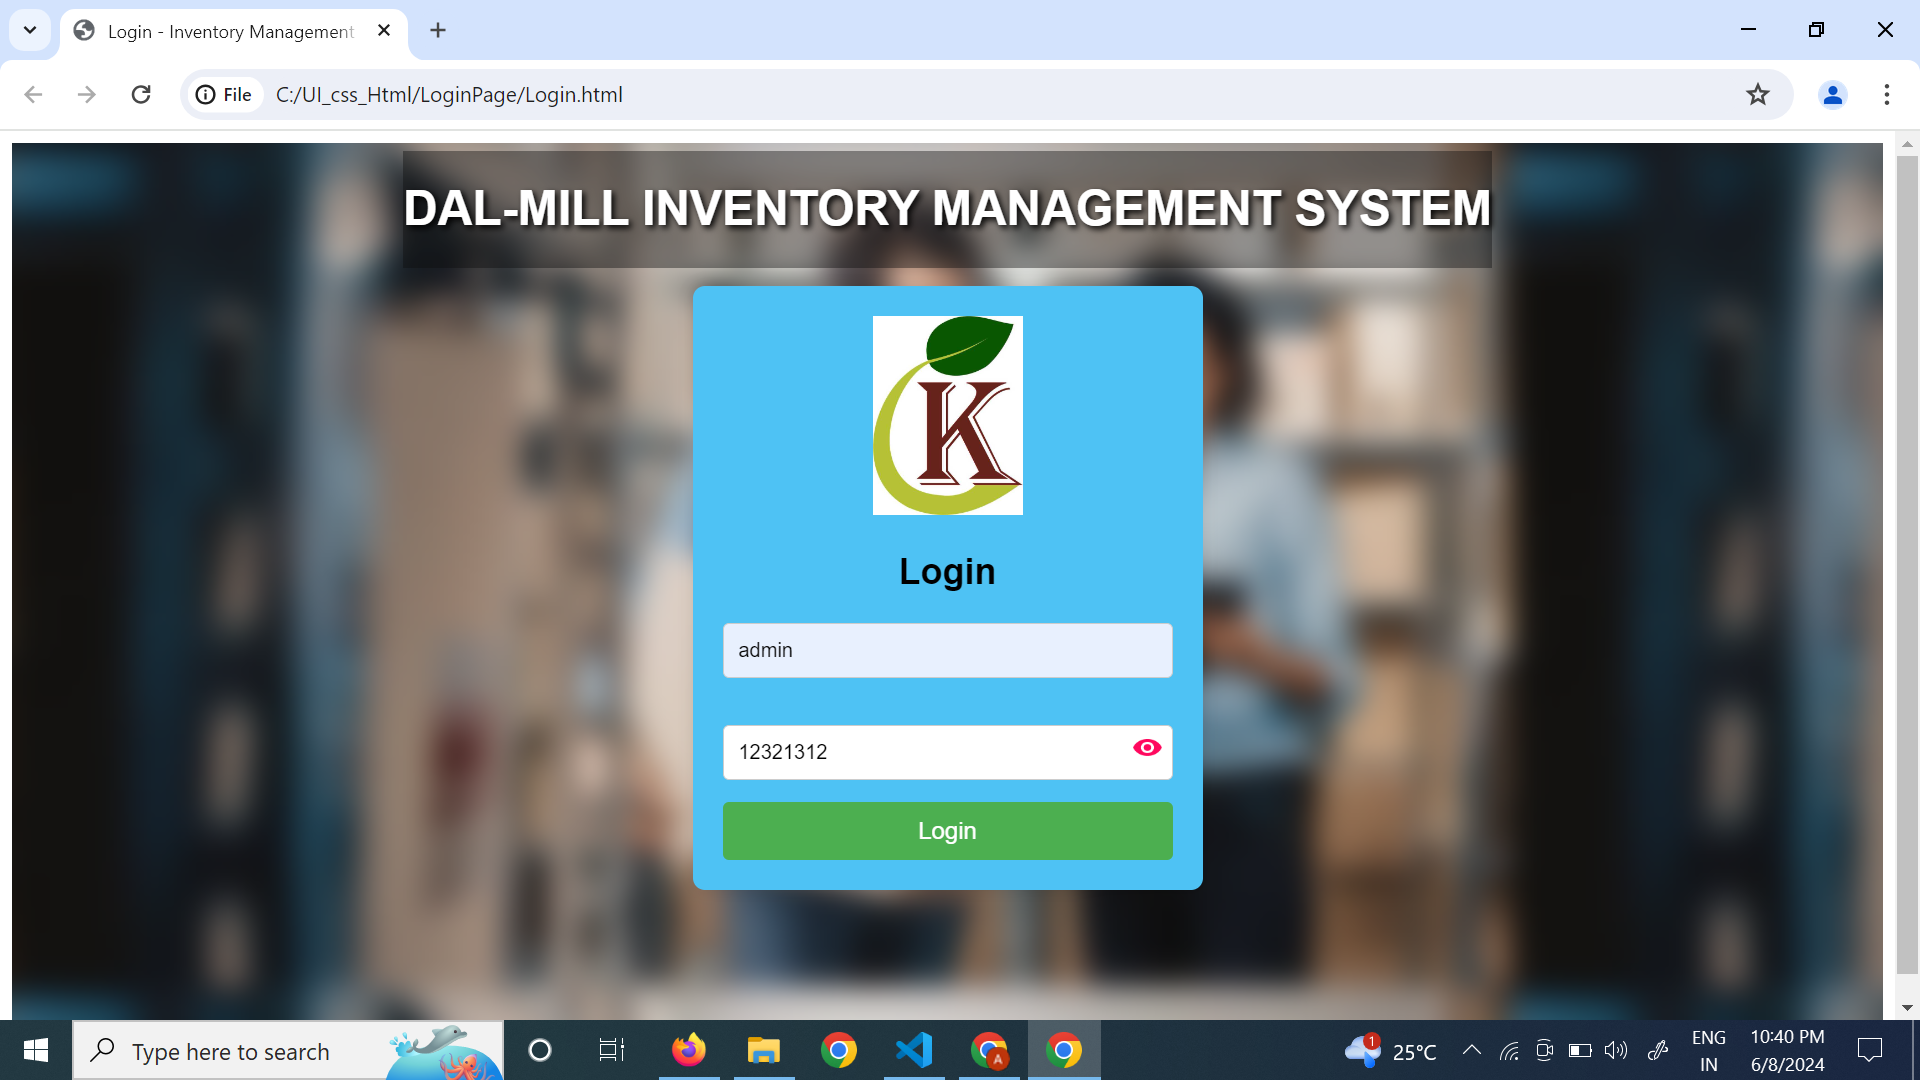 Login - Inventory Management
File
C:/UI_css_Html/LoginPage/Login.html
DAL-MILL INVENTORY MANAGEMENT SYSTEM
K
Login
admin
12321312
Login
Type here to search
A
1
25°C
ENG
IN
10:40 PM
6/8/2024